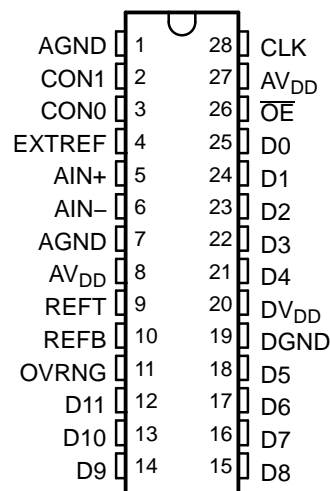 AGND 1 28 CLK
CON1 2 27 AVDD
CON0 3 26 OE
EXTREF 4 25 D0
AIN+ 5 24 D1
AIN– 6 23 D2
AGND 7 22 D3
AVDD 8 21 D4
REFT 9 20 DVDD
REFB 10 19 DGND
OVRNG 11 18 D5
D11 12 17 D6
D10 13 16 D7
D9 14 15 D8